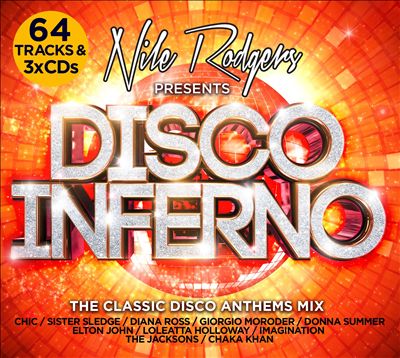 64
TRACKS &
3xCDs
Nile Rodgers
PRESENTS
DISCO
INFERNO
THE CLASSIC DISCO ANTHEMS MIX
CHIC / SISTER SLEDGE / DIANA ROSS / GIORGIO MORODER / DONNA SUMMER
ELTON JOHN / LOLEATTA HOLLOWAY / IMAGINATION
THE JACKSONS / CHAKA KHAN